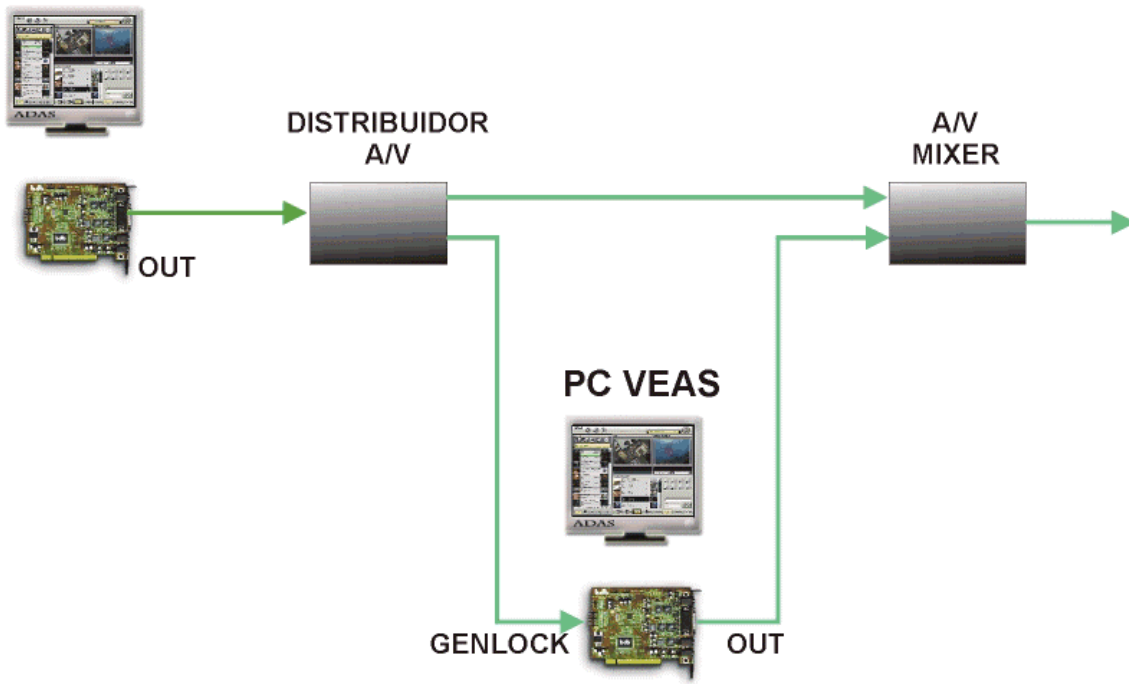 ADAS
DISTRIBUIDOR
A/V
A/V
MIXER
OUT
PC VEAS
ADAS
GENLOCK
OUT